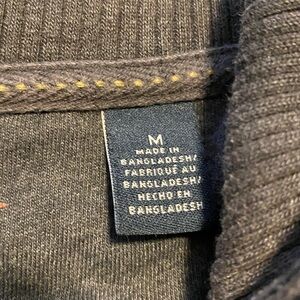 M
MADE IN
BANGLADESH/
FABRIQUÉ AU
BANGLADESH/
HECHO EN
BANGLADESH